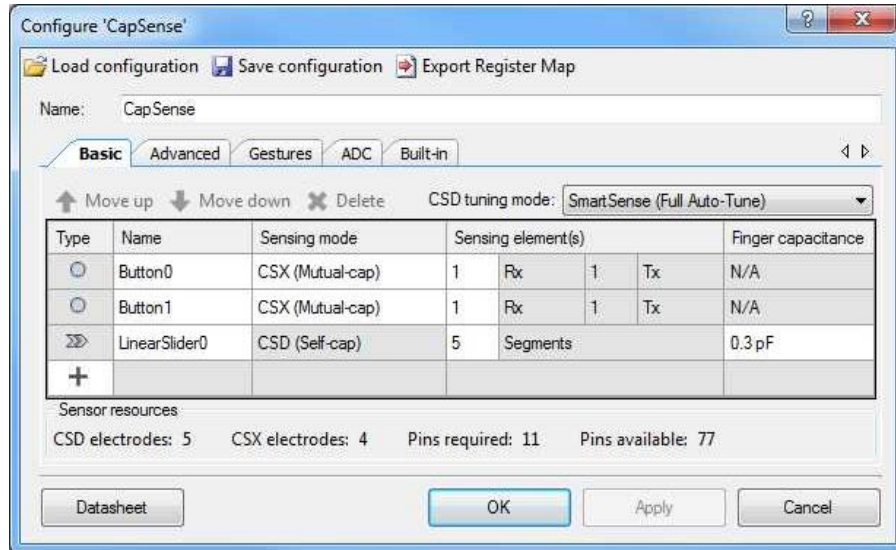 Configure 'CapSense'
Load configuration Save configuration Export Register Map
Name: CapSense
Basic Advanced Gestures ADC Built-in
Move up Move down Delete CSD tuning mode: SmartSense (Full Auto-Tune)
Type Name Sensing mode Sensing element(s) Finger capacitance
Button0 CSX (Mutual-cap) 1 Rx 1 Tx N/A
Button1 CSX (Mutual-cap) 1 Rx 1 Tx N/A
LinearSlider0 CSD (Self-cap) 5 Segments 0.3 pF
Sensor resources
CSD electrodes: 5 CSX electrodes: 4 Pins required: 11 Pins available: 77
Datasheet OK Apply Cancel